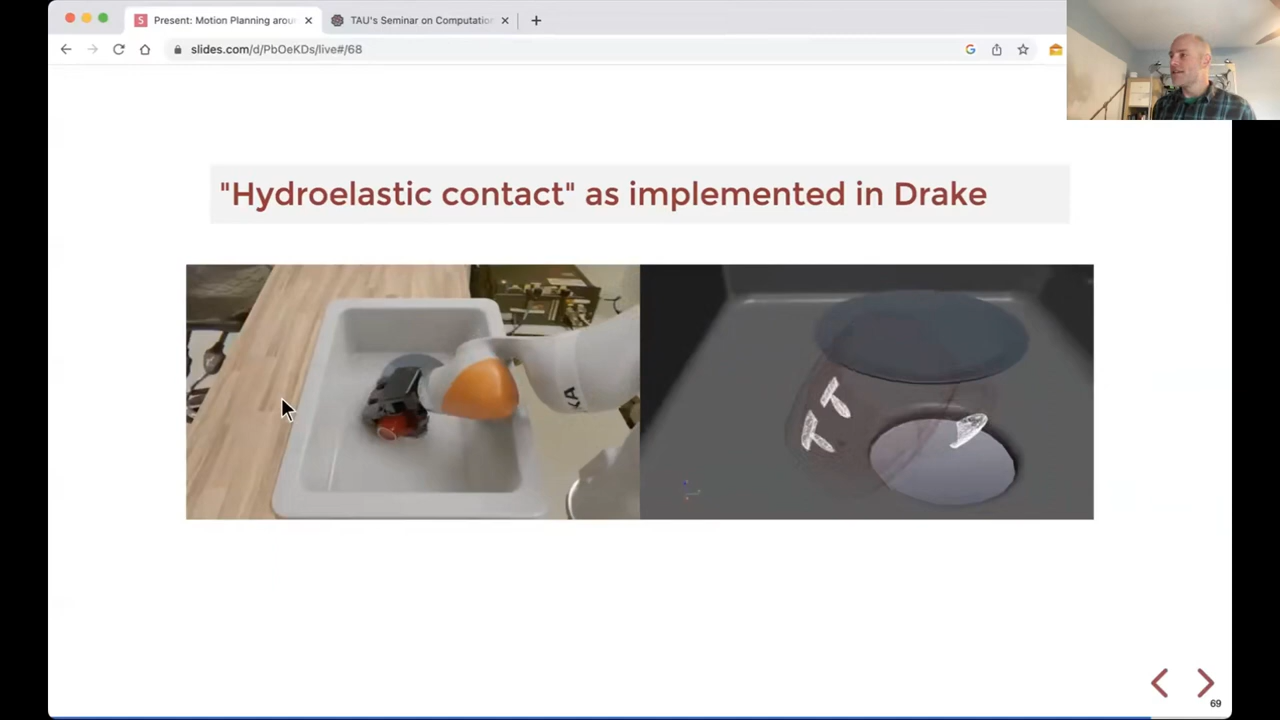 S Present: Motion Planning arou
TAU's Seminar on Computatio
slides.com/d/PbOeKDs/live#/68
G
"Hydroelastic contact" as implemented in Drake
KA
69